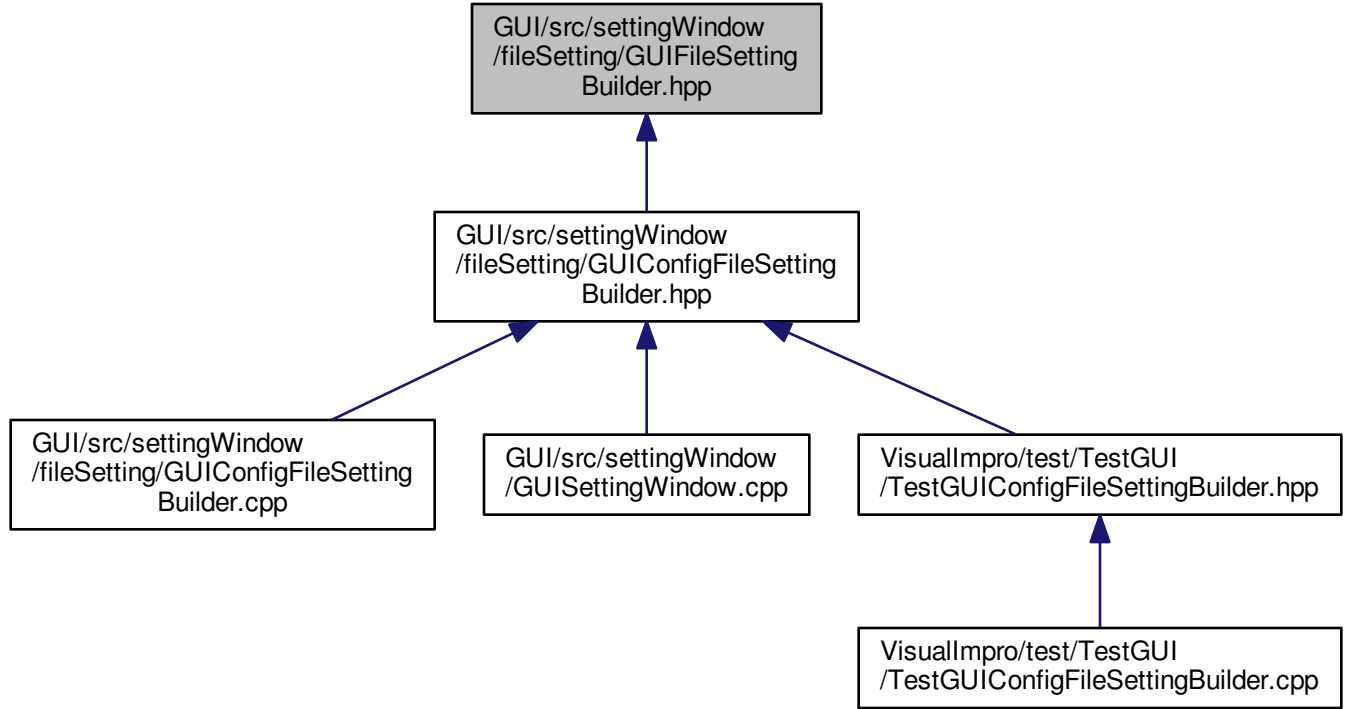 GUI/src/settingWindow
/fileSetting/GUIFileSetting
Builder.hpp
GUI/src/settingWindow
/fileSetting/GUIConfigFileSetting
Builder.hpp
GUI/src/settingWindow
/fileSetting/GUIConfigFileSetting
Builder.cpp
GUI/src/settingWindow
/GUISettingWindow.cpp
VisualImpro/test/TestGUI
/TestGUIConfigFileSettingBuilder.hpp
VisualImpro/test/TestGUI
/TestGUIConfigFileSettingBuilder.cpp